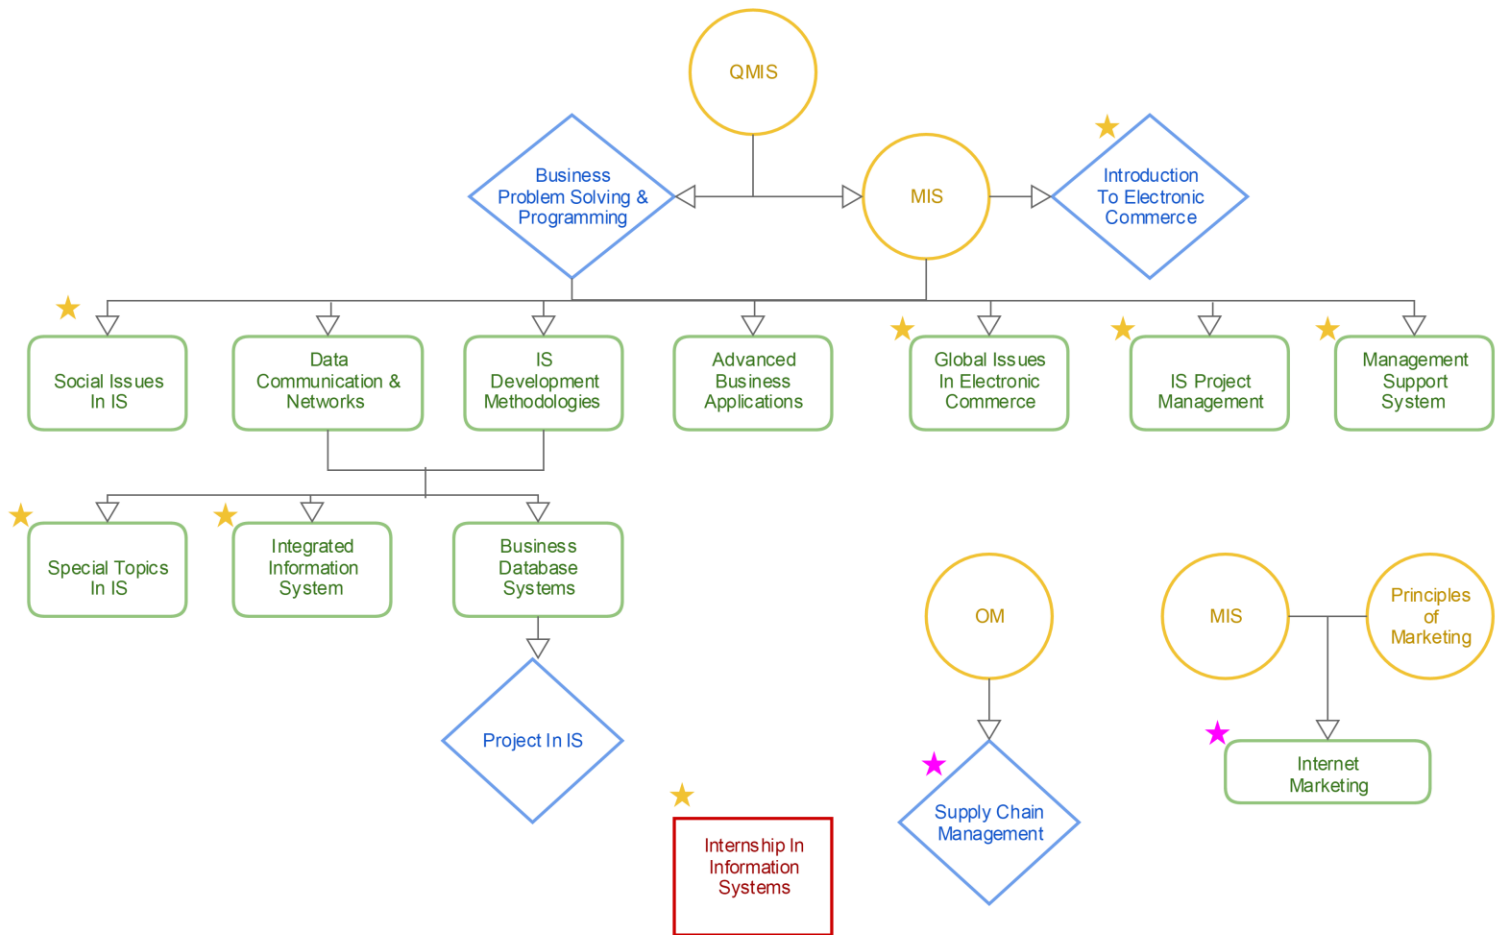 QMIS
Business
Problem Solving &
Programming
MIS
Introduction
To Electronic
Commerce
Social Issues
In IS
Data
Communication &
Networks
IS
Development
Methodologies
Advanced
Business
Applications
Global Issues
In Electronic
Commerce
IS Project
Management
Management
Support
System
Special Topics
In IS
Integrated
Information
System
Business
Database
Systems
OM
MIS
Principles
of
Marketing
Project In IS
Internet
Marketing
Supply Chain
Management
Internship In
Information
Systems